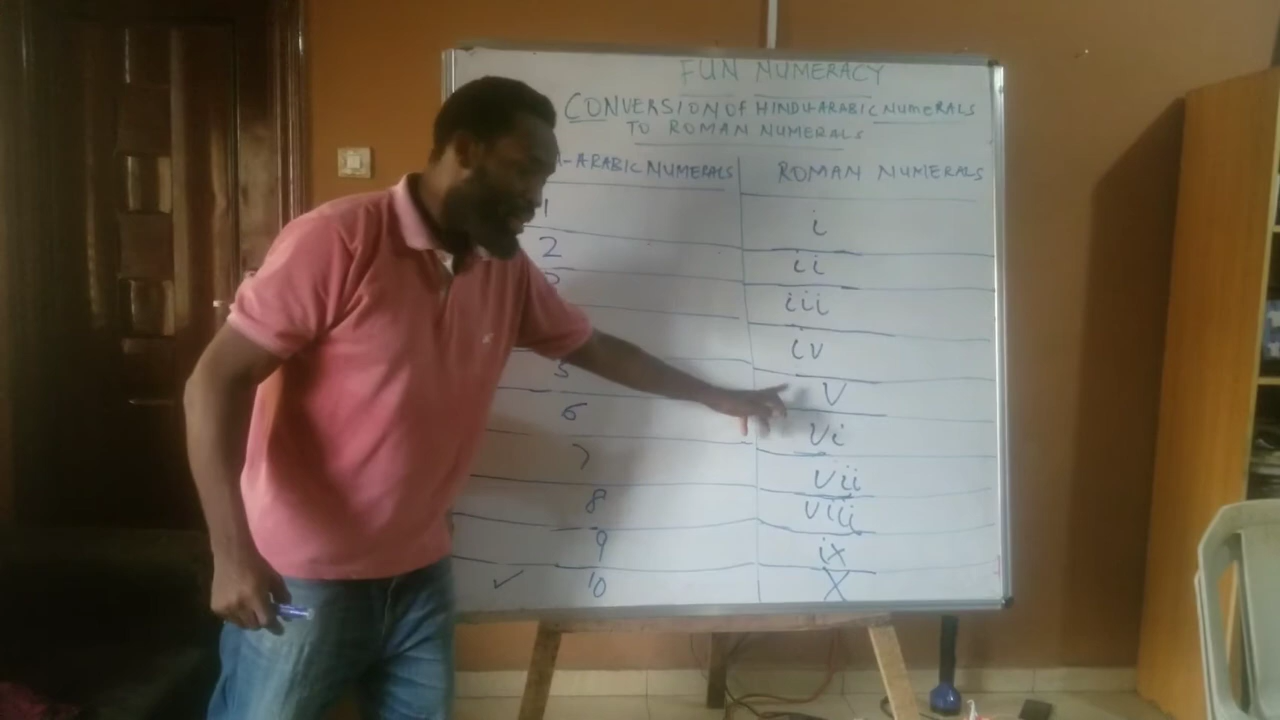 FUN NUMERACY
CONVERSION OF HINDU-ARABIC NUMERALS
TO ROMAN NUMERALS
-ARABIC NUMERALS ROMAN NUMERALS
1 i
2 ii
3 iii
iv
5 v
6 vi
7 vii
8 viii
9 ix
✓ 10 X